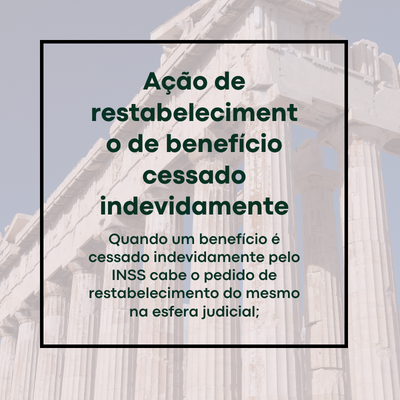 Ação de
restabeleciment
o de benefício
cessado
indevidamente
Quando um benefício é
cessado indevidamente pelo
INSS cabe o pedido de
restabelecimento do mesmo
na esfera judicial;